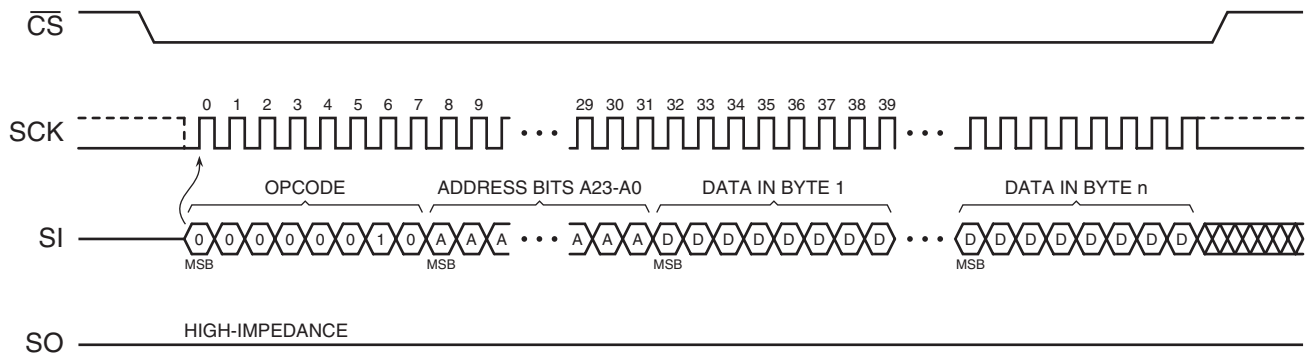 CS
0 1 2 3 4 5 6 7 8 9 29 30 31 32 33 34 35 36 37 38 39
SCK
OPCODE ADDRESS BITS A23-A0 DATA IN BYTE 1 DATA IN BYTE n
SI 0 0 0 0 0 0 1 0 A A A A A A D D D D D D D D D D D D D D D D
MSB MSB MSB MSB
HIGH-IMPEDANCE
SO